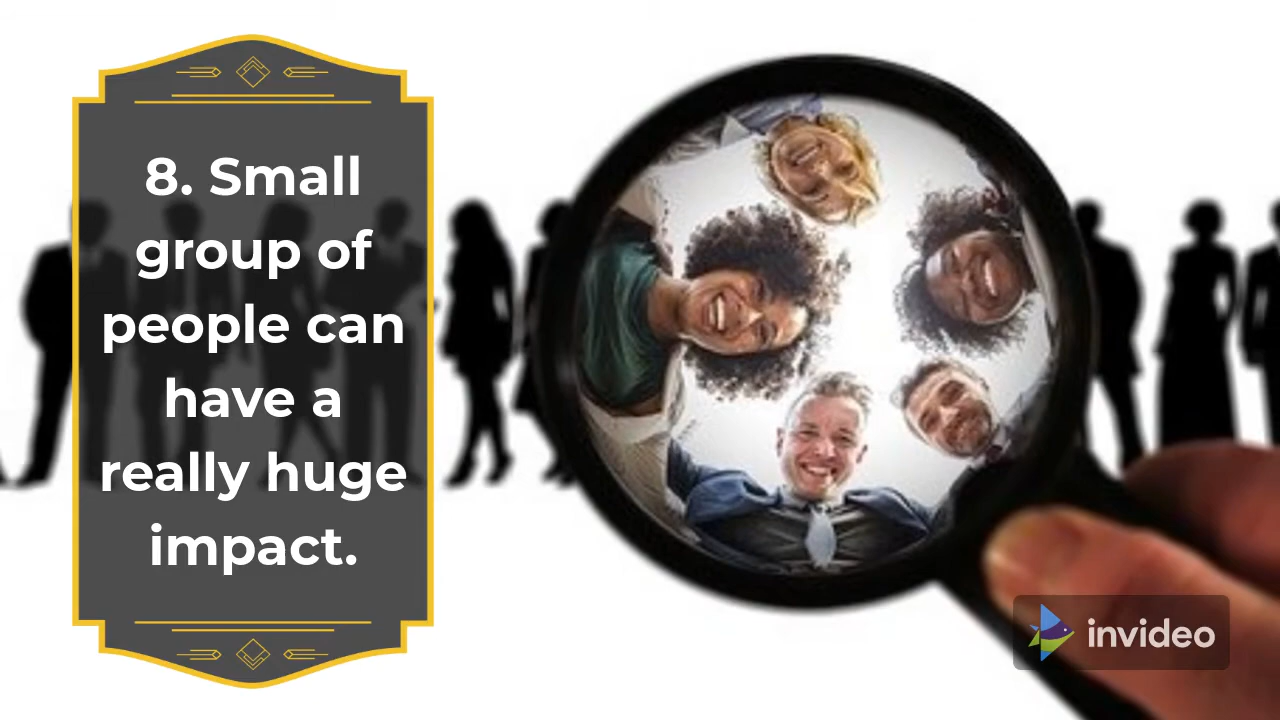 8. Small
group of
people can
have a
really huge
impact.
invideo